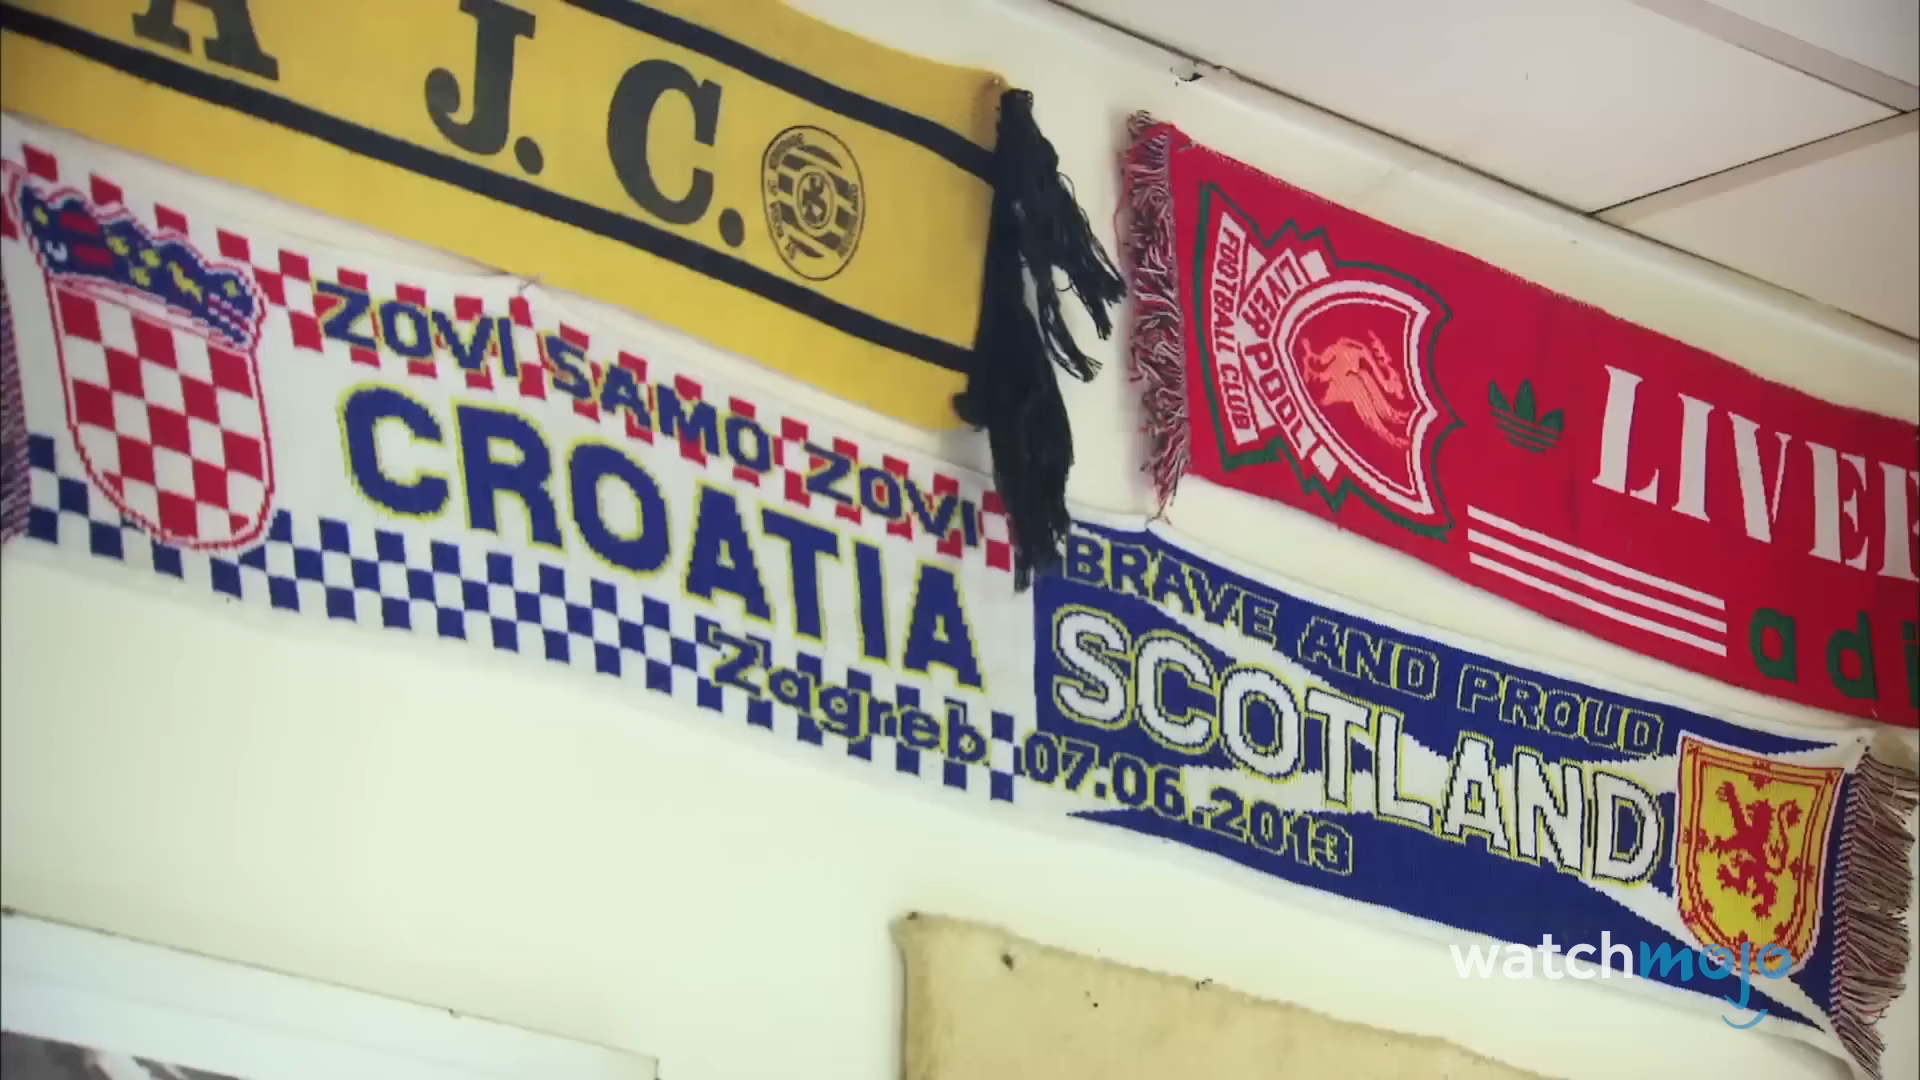 J.C.
ZOVI SAMO ZOVI
CROATIA
Zagreb 07.06.2013
BRAVE AND PROUD
SCOTLAND
LIVERPOOL
FOOTBALL CLUB
LIVE
adi
watchmojo